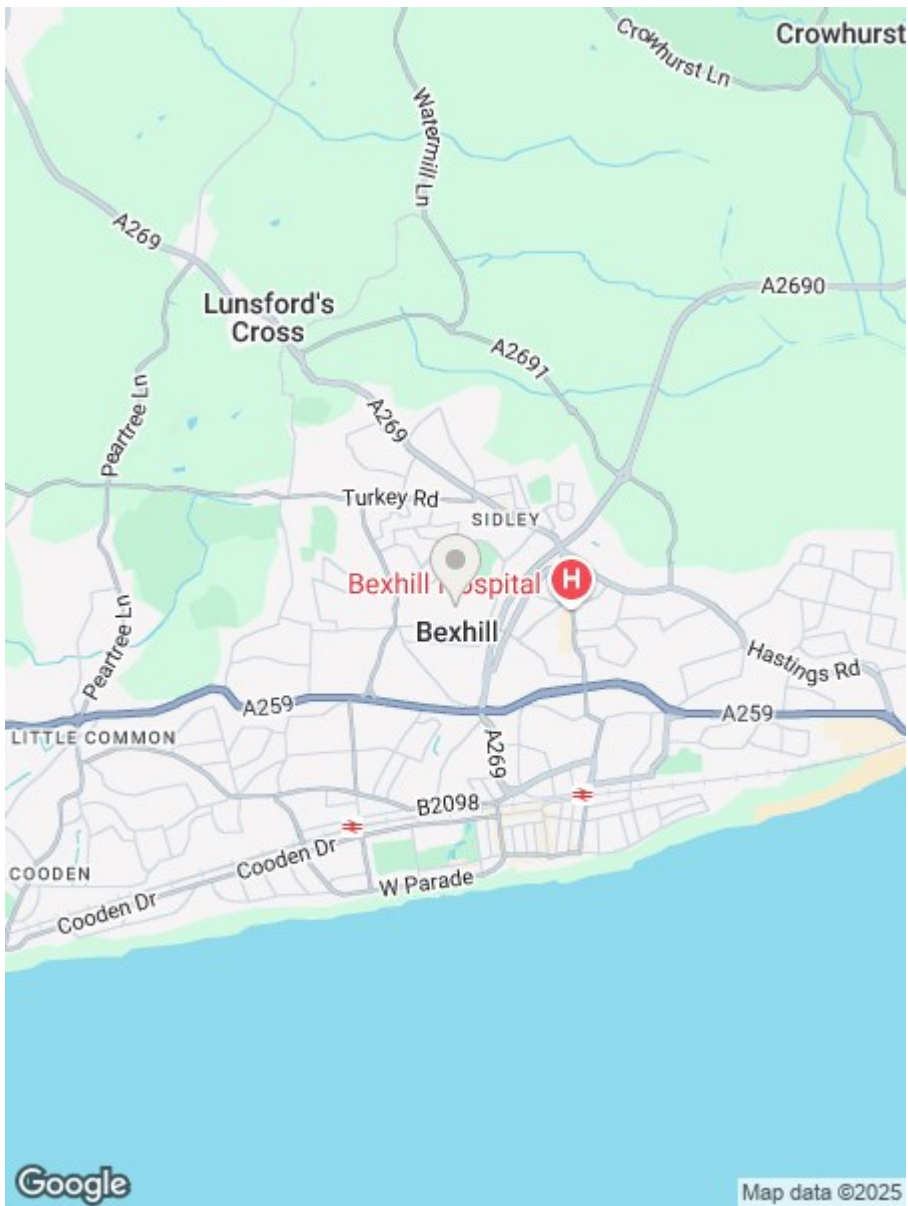 Crowhurst
Crowhurst Ln
Watermill Ln
A269
A2690
Lunsford's
Cross
A2691
Peartree Ln
A269
Turkey Rd
SIDLEY
Bexhill Hospital
H
Bexhill
Peartree Ln
Hastings Rd
A259
A259
LITTLE COMMON
A269
B2098
Cooden Dr
COODEN
W Parade
Cooden Dr
Google
Map data ©2025